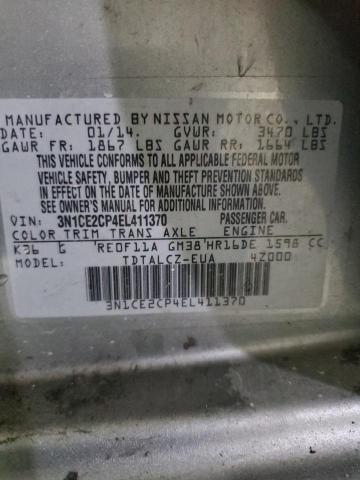 MANUFACTURED BY NISSAN MOTOR CO., LTD.
DATE: 01/14. GVWR: 3470 LBS
GAWR FR: 1867 LBS GAWR RR: 1664 LBS
THIS VEHICLE CONFORMS TO ALL APPLICABLE FEDERAL MOTOR
VEHICLE SAFETY, BUMPER AND THEFT PREVENTION STANDARDS
IN EFFECT ON THE DATE OF MANUFACTURE SHOWN ABOVE.
SEE OWNER'S MANUAL FOR ADDITIONAL INFORMATION.
VIN: 3N1CE2CP4EL411370 PASSENGER CAR.
COLOR TRIM TRANS AXLE ENGINE
K36 G RE0F11A GM38 HR16DE 1598 CC
MODEL: TDTALCZ-EUA 4Z000
3N1CE2CP4EL411370